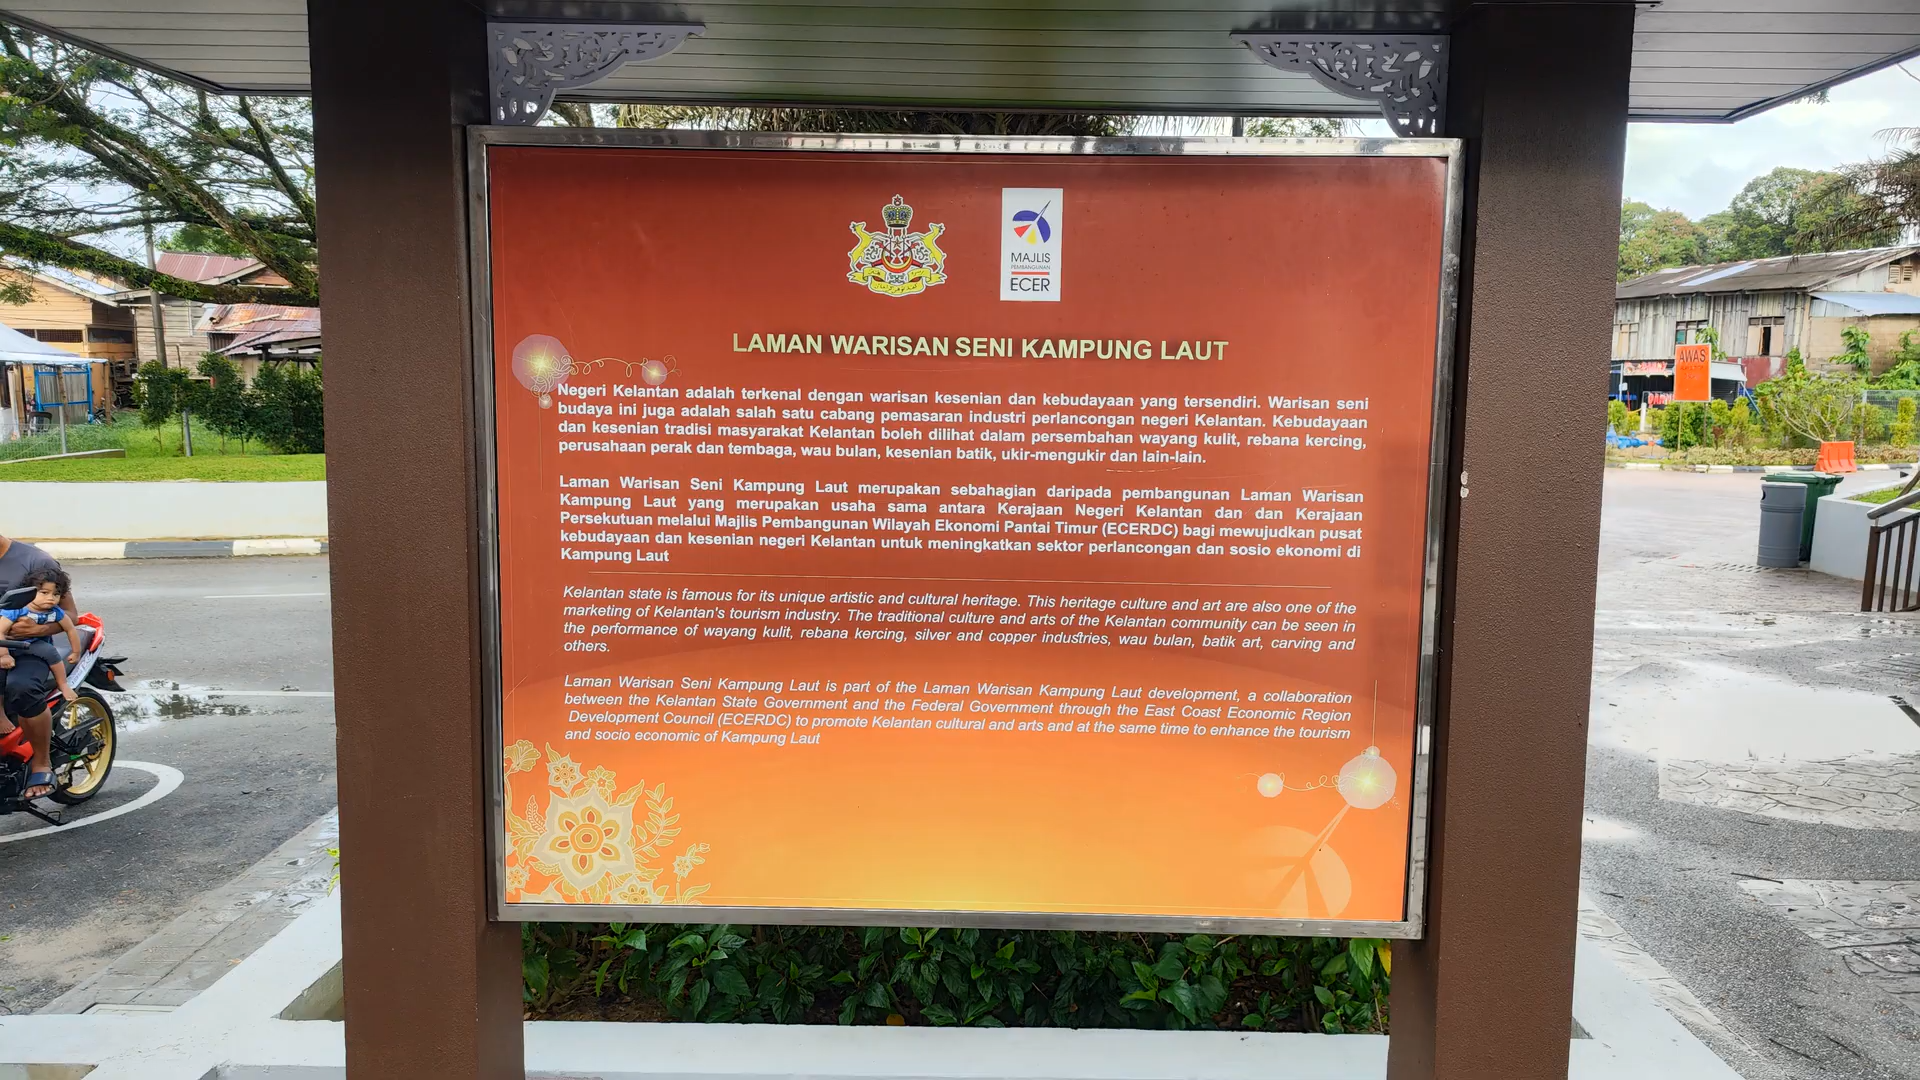 MAJLIS
PEMBANGUNAN
ECER
LAMAN WARISAN SENI KAMPUNG LAUT
Negeri Kelantan adalah terkenal dengan warisan kesenian dan kebudayaan yang tersendiri. Warisan seni
budaya ini juga adalah salah satu cabang pemasaran industri perlancongan negeri Kelantan. Kebudayaan
dan kesenian tradisi masyarakat Kelantan boleh dilihat dalam persembahan wayang kulit, rebana kercing,
perusahaan perak dan tembaga, wau bulan, kesenian batik, ukir-mengukir dan lain-lain.
Laman Warisan Seni Kampung Laut merupakan sebahagian daripada pembangunan Laman Warisan
Kampung Laut yang merupakan usaha sama antara Kerajaan Negeri Kelantan dan dan Kerajaan
Persekutuan melalui Majlis Pembangunan Wilayah Ekonomi Pantai Timur (ECERDC) bagi mewujudkan pusat
kebudayaan dan kesenian negeri Kelantan untuk meningkatkan sektor perlancongan dan sosio ekonomi di
Kampung Laut
Kelantan state is famous for its unique artistic and cultural heritage. This heritage culture and art are also one of the
marketing of Kelantan's tourism industry. The traditional culture and arts of the Kelantan community can be seen in
the performance of wayang kulit, rebana kercing, silver and copper industries, wau bulan, batik art, carving and
others.
Laman Warisan Seni Kampung Laut is part of the Laman Warisan Kampung Laut development, a collaboration
between the Kelantan State Government and the Federal Government through the East Coast Economic Region
Development Council (ECERDC) to promote Kelantan cultural and arts and at the same time to enhance the tourism
and socio economic of Kampung Laut
AWAS